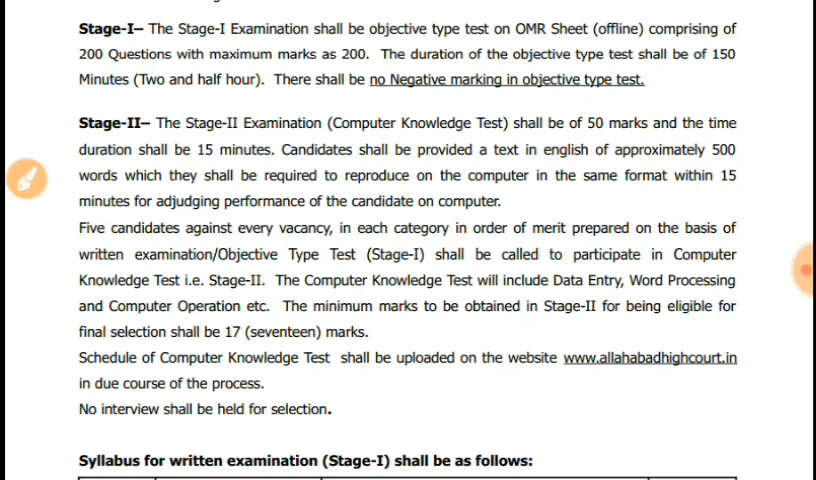 Stage-I– The Stage-I Examination shall be objective type test on OMR Sheet (offline) comprising of
200 Questions with maximum marks as 200. The duration of the objective type test shall be of 150
Minutes (Two and half hour). There shall be no Negative marking in objective type test.
Stage-II– The Stage-II Examination (Computer Knowledge Test) shall be of 50 marks and the time
duration shall be 15 minutes. Candidates shall be provided a text in english of approximately 500
words which they shall be required to reproduce on the computer in the same format within 15
minutes for adjudging performance of the candidate on computer.
Five candidates against every vacancy, in each category in order of merit prepared on the basis of
written examination/Objective Type Test (Stage-I) shall be called to participate in Computer
Knowledge Test i.e. Stage-II. The Computer Knowledge Test will include Data Entry, Word Processing
and Computer Operation etc. The minimum marks to be obtained in Stage-II for being eligible for
final selection shall be 17 (seventeen) marks.
Schedule of Computer Knowledge Test shall be uploaded on the website www.allahabadhighcourt.in
in due course of the process.
No interview shall be held for selection.
Syllabus for written examination (Stage-I) shall be as follows: